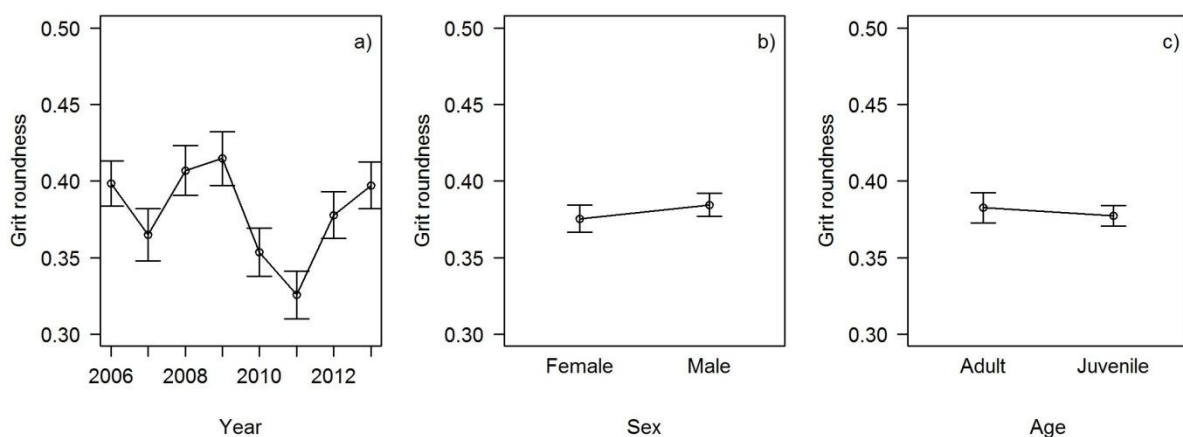 a)
Grit roundness
0.50
0.45
0.40
0.35
0.30
2006 2008 2010 2012
Year
b)
Grit roundness
0.50
0.45
0.40
0.35
0.30
Female Male
Sex
c)
Grit roundness
0.50
0.45
0.40
0.35
0.30
Adult Juvenile
Age